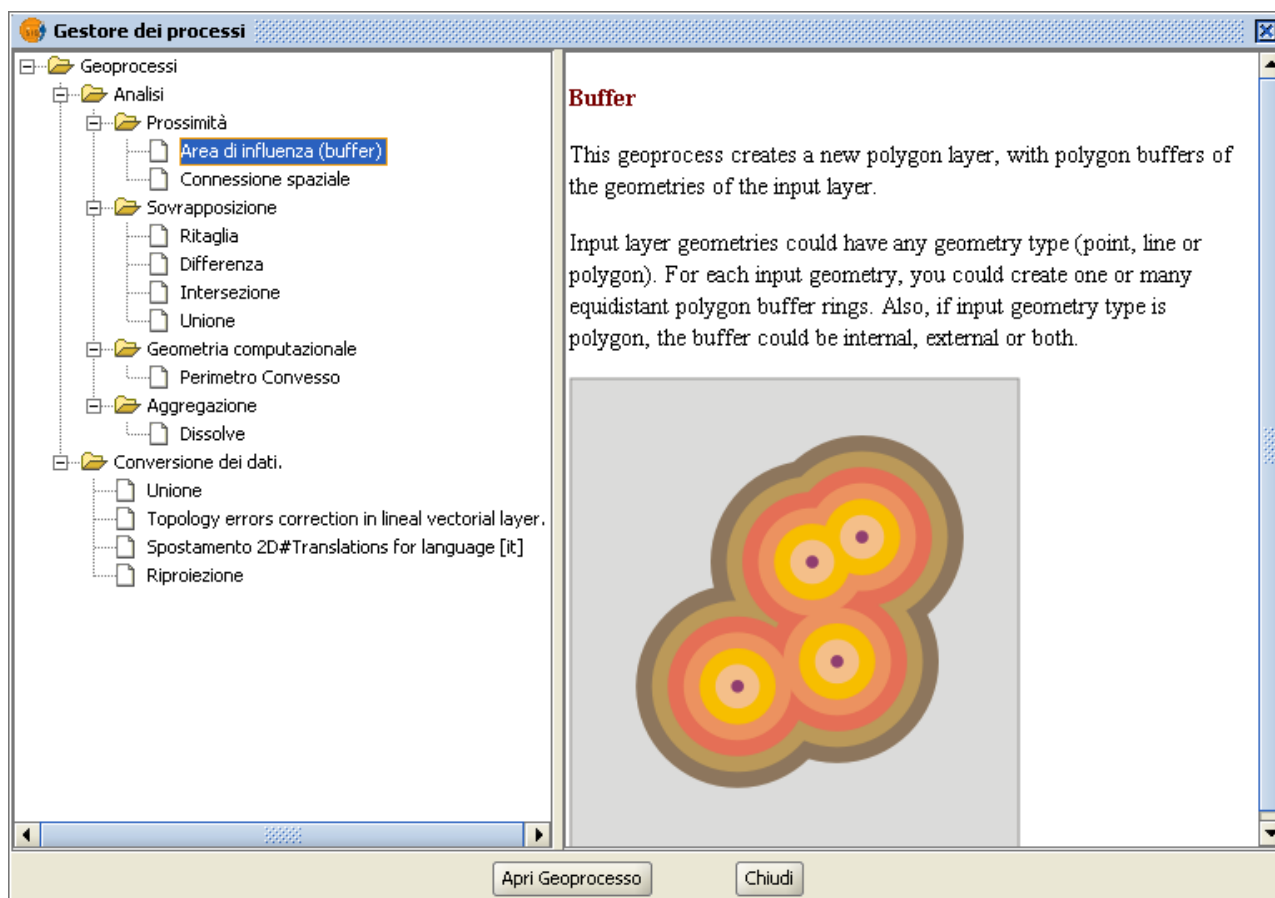 Gestore dei processi
Geoprocessi
Analisi
Prossimità
Area di influenza (buffer)
Connessione spaziale
Sovrapposizione
Ritaglia
Differenza
Intersezione
Unione
Geometria computazionale
Perimetro Convesso
Aggregazione
Dissolve
Conversione dei dati.
Unione
Topology errors correction in lineal vectorial layer.
Spostamento 2D#Translations for language [it]
Riproiezione
Buffer
This geoprocess creates a new polygon layer, with polygon buffers of
the geometries of the input layer.
Input layer geometries could have any geometry type (point, line or
polygon). For each input geometry, you could create one or many
equidistant polygon buffer rings. Also, if input geometry type is
polygon, the buffer could be internal, external or both.
Apri Geoprocesso
Chiudi